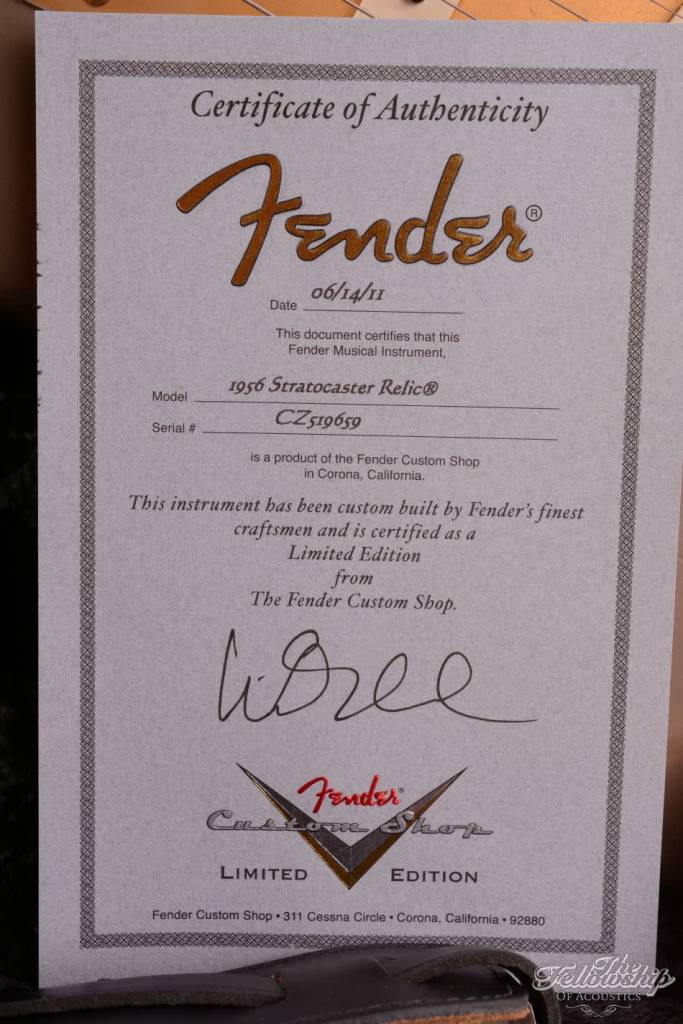 Certificate of Authenticity
Fender®
Date 06/14/11
This document certifies that this
Fender Musical Instrument,
Model 1956 Stratocaster Relic®
Serial # CZ519659
is a product of the Fender Custom Shop
in Corona, California.
This instrument has been custom built by Fender's finest
craftsmen and is certified as a
Limited Edition
from
The Fender Custom Shop.
Fender®
Custom Shop
LIMITED EDITION
Fender Custom Shop • 311 Cessna Circle • Corona, California • 92880
The
Fellowship
OF ACOUSTICS